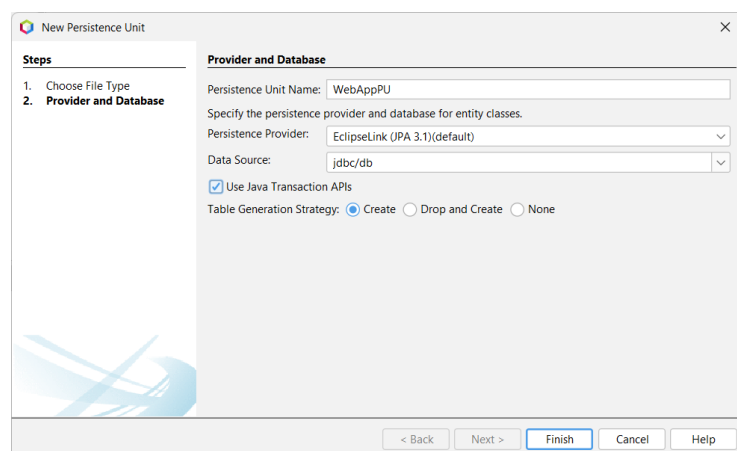 New Persistence Unit
Steps
1. Choose File Type
2. Provider and Database
Provider and Database
Persistence Unit Name: WebAppPU
Specify the persistence provider and database for entity classes.
Persistence Provider: EclipseLink (JPA 3.1)(default)
Data Source: jdbc/db
Use Java Transaction APIs
Table Generation Strategy: Create Drop and Create None
< Back Next > Finish Cancel Help